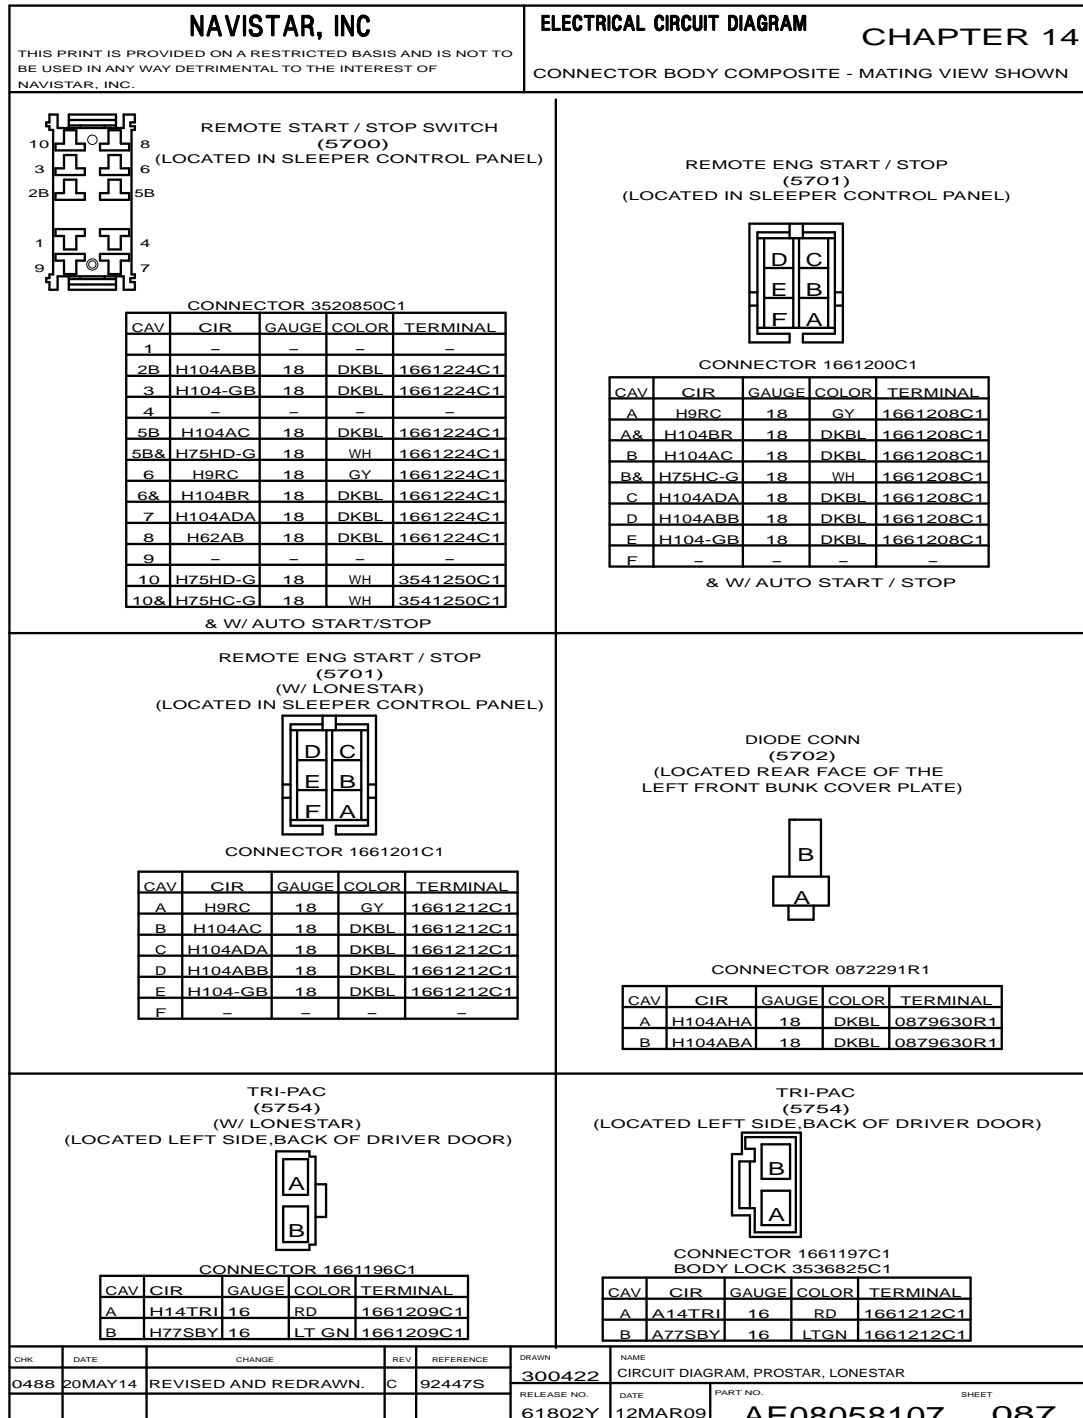 NAVISTAR, INC
THIS PRINT IS PROVIDED ON A RESTRICTED BASIS AND IS NOT TO
BE USED IN ANY WAY DETRIMENTAL TO THE INTEREST OF
NAVISTAR, INC.
ELECTRICAL CIRCUIT DIAGRAM
CHAPTER 14
CONNECTOR BODY COMPOSITE - MATING VIEW SHOWN
REMOTE START / STOP SWITCH
(5700)
(LOCATED IN SLEEPER CONTROL PANEL)
10 8
3 6
2B 5B
1 4
9 7
CONNECTOR 3520850C1
CAV CIR GAUGE COLOR TERMINAL
1 – – – –
2B H104ABB 18 DKBL 1661224C1
3 H104-GB 18 DKBL 1661224C1
4 – – – –
5B H104AC 18 DKBL 1661224C1
5B& H75HD-G 18 WH 1661224C1
6 H9RC 18 GY 1661224C1
6& H104BR 18 DKBL 1661224C1
7 H104ADA 18 DKBL 1661224C1
8 H62AB 18 DKBL 1661224C1
9 – – – –
10 H75HD-G 18 WH 3541250C1
10& H75HC-G 18 WH 3541250C1
& W/ AUTO START/STOP
REMOTE ENG START / STOP
(5701)
(LOCATED IN SLEEPER CONTROL PANEL)
D C
E B
F A
CONNECTOR 1661200C1
CAV CIR GAUGE COLOR TERMINAL
A H9RC 18 GY 1661208C1
A& H104BR 18 DKBL 1661208C1
B H104AC 18 DKBL 1661208C1
B& H75HC-G 18 WH 1661208C1
C H104ADA 18 DKBL 1661208C1
D H104ABB 18 DKBL 1661208C1
E H104-GB 18 DKBL 1661208C1
F – – – –
& W/ AUTO START / STOP
REMOTE ENG START / STOP
(5701)
(W/ LONESTAR)
(LOCATED IN SLEEPER CONTROL PANEL)
D C
E B
F A
CONNECTOR 1661201C1
CAV CIR GAUGE COLOR TERMINAL
A H9RC 18 GY 1661212C1
B H104AC 18 DKBL 1661212C1
C H104ADA 18 DKBL 1661212C1
D H104ABB 18 DKBL 1661212C1
E H104-GB 18 DKBL 1661212C1
F – – – –
DIODE CONN
(5702)
(LOCATED REAR FACE OF THE
LEFT FRONT BUNK COVER PLATE)
B
A
CONNECTOR 0872291R1
CAV CIR GAUGE COLOR TERMINAL
A H104AHA 18 DKBL 0879630R1
B H104ABA 18 DKBL 0879630R1
TRI-PAC
(5754)
(W/ LONESTAR)
(LOCATED LEFT SIDE,BACK OF DRIVER DOOR)
A
B
CONNECTOR 1661196C1
CAV CIR GAUGE COLOR TERMINAL
A H14TRI 16 RD 1661209C1
B H77SBY 16 LT GN 1661209C1
TRI-PAC
(5754)
(LOCATED LEFT SIDE,BACK OF DRIVER DOOR)
B
A
CONNECTOR 1661197C1
BODY LOCK 3536825C1
CAV CIR GAUGE COLOR TERMINAL
A A14TRI 16 RD 1661212C1
B A77SBY 16 LTGN 1661212C1
CHK DATE CHANGE REV REFERENCE
0488 20MAY14 REVISED AND REDRAWN. C 92447S
DRAWN
300422
NAME
CIRCUIT DIAGRAM, PROSTAR, LONESTAR
RELEASE NO.
61802Y
DATE
12MAR09
PART NO.
AE08058107
SHEET
087